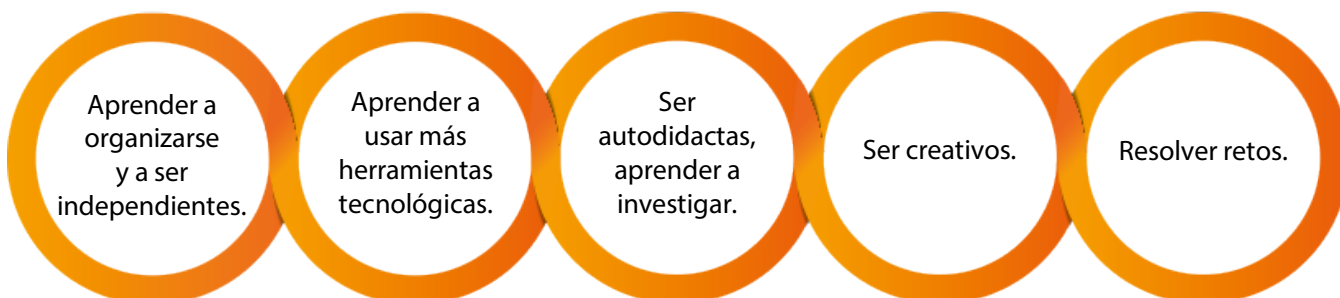 Aprender a
organizarse
y a ser
independientes.
Aprender a
usar más
herramientas
tecnológicas.
Ser
autodidactas,
aprender a
investigar.
Ser creativos.
Resolver retos.